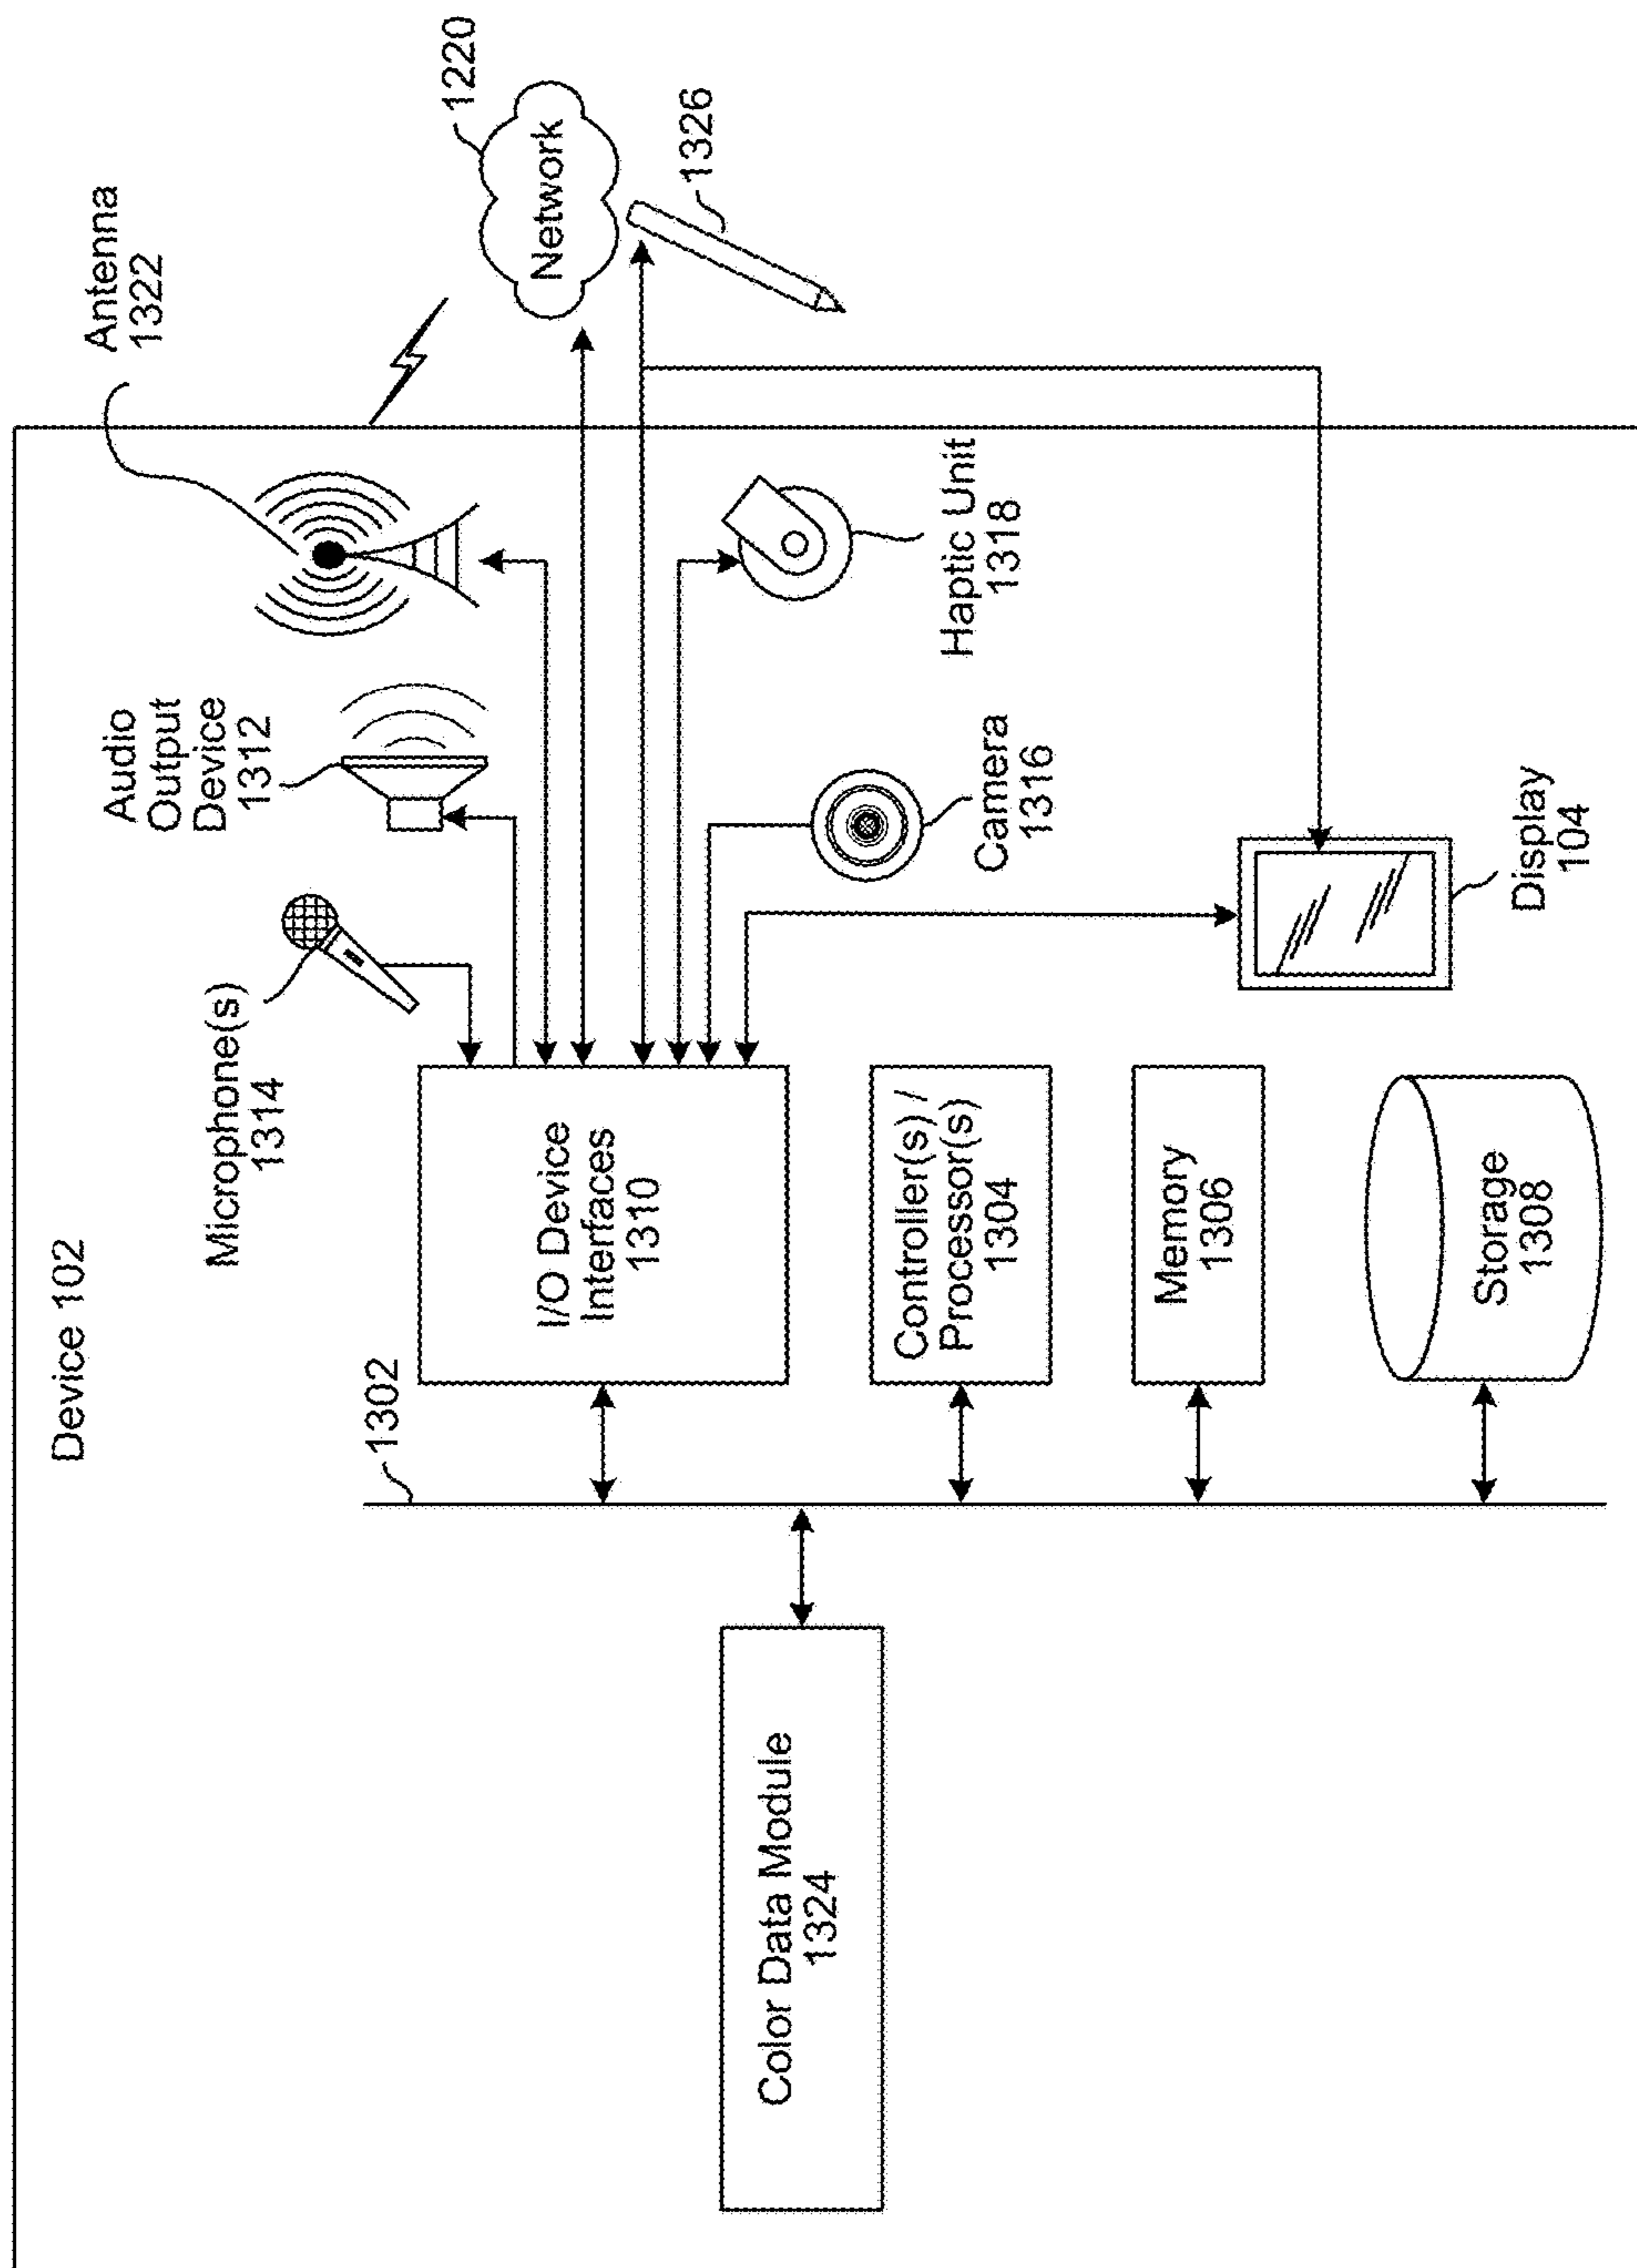 Device 102
Antenna
1322
Audio
Output
Device
1312
Microphone(s)
1314
1220
Network
1326
1302
I/O Device
Interfaces
1310
Haptic Unit
1318
Camera
1316
Color Data Module
1324
Controller(s) /
Processor(s)
1304
Memory
1306
Display
104
Storage
1308